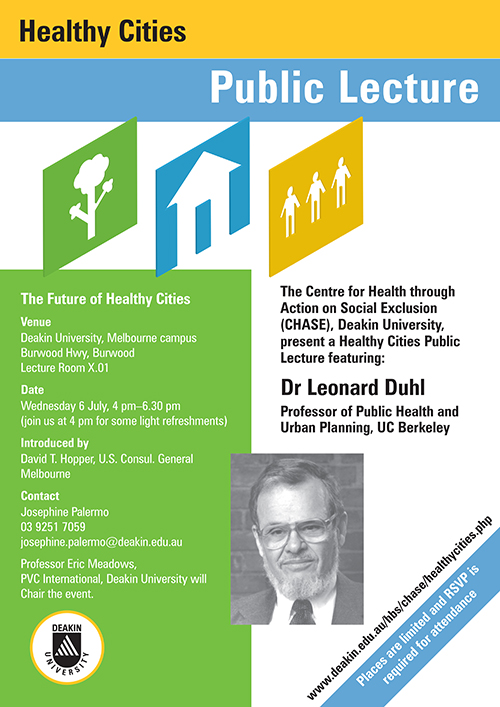 Healthy Cities
Public Lecture
The Future of Healthy Cities
Venue
Deakin University, Melbourne campus
Burwood Hwy, Burwood
Lecture Room X.01
Date
Wednesday 6 July, 4 pm–6.30 pm
(join us at 4 pm for some light refreshments)
Introduced by
David T. Hopper, U.S. Consul. General
Melbourne
Contact
Josephine Palermo
03 9251 7059
josephine.palermo@deakin.edu.au
Professor Eric Meadows,
PVC International, Deakin University will
Chair the event.
DEAKIN
UNIVERSITY
The Centre for Health through
Action on Social Exclusion
(CHASE), Deakin University,
present a Healthy Cities Public
Lecture featuring:
Dr Leonard Duhl
Professor of Public Health and
Urban Planning, UC Berkeley
www.deakin.edu.au/hbs/chase/healthycities.php
Places are limited and RSVP is
required for attendance